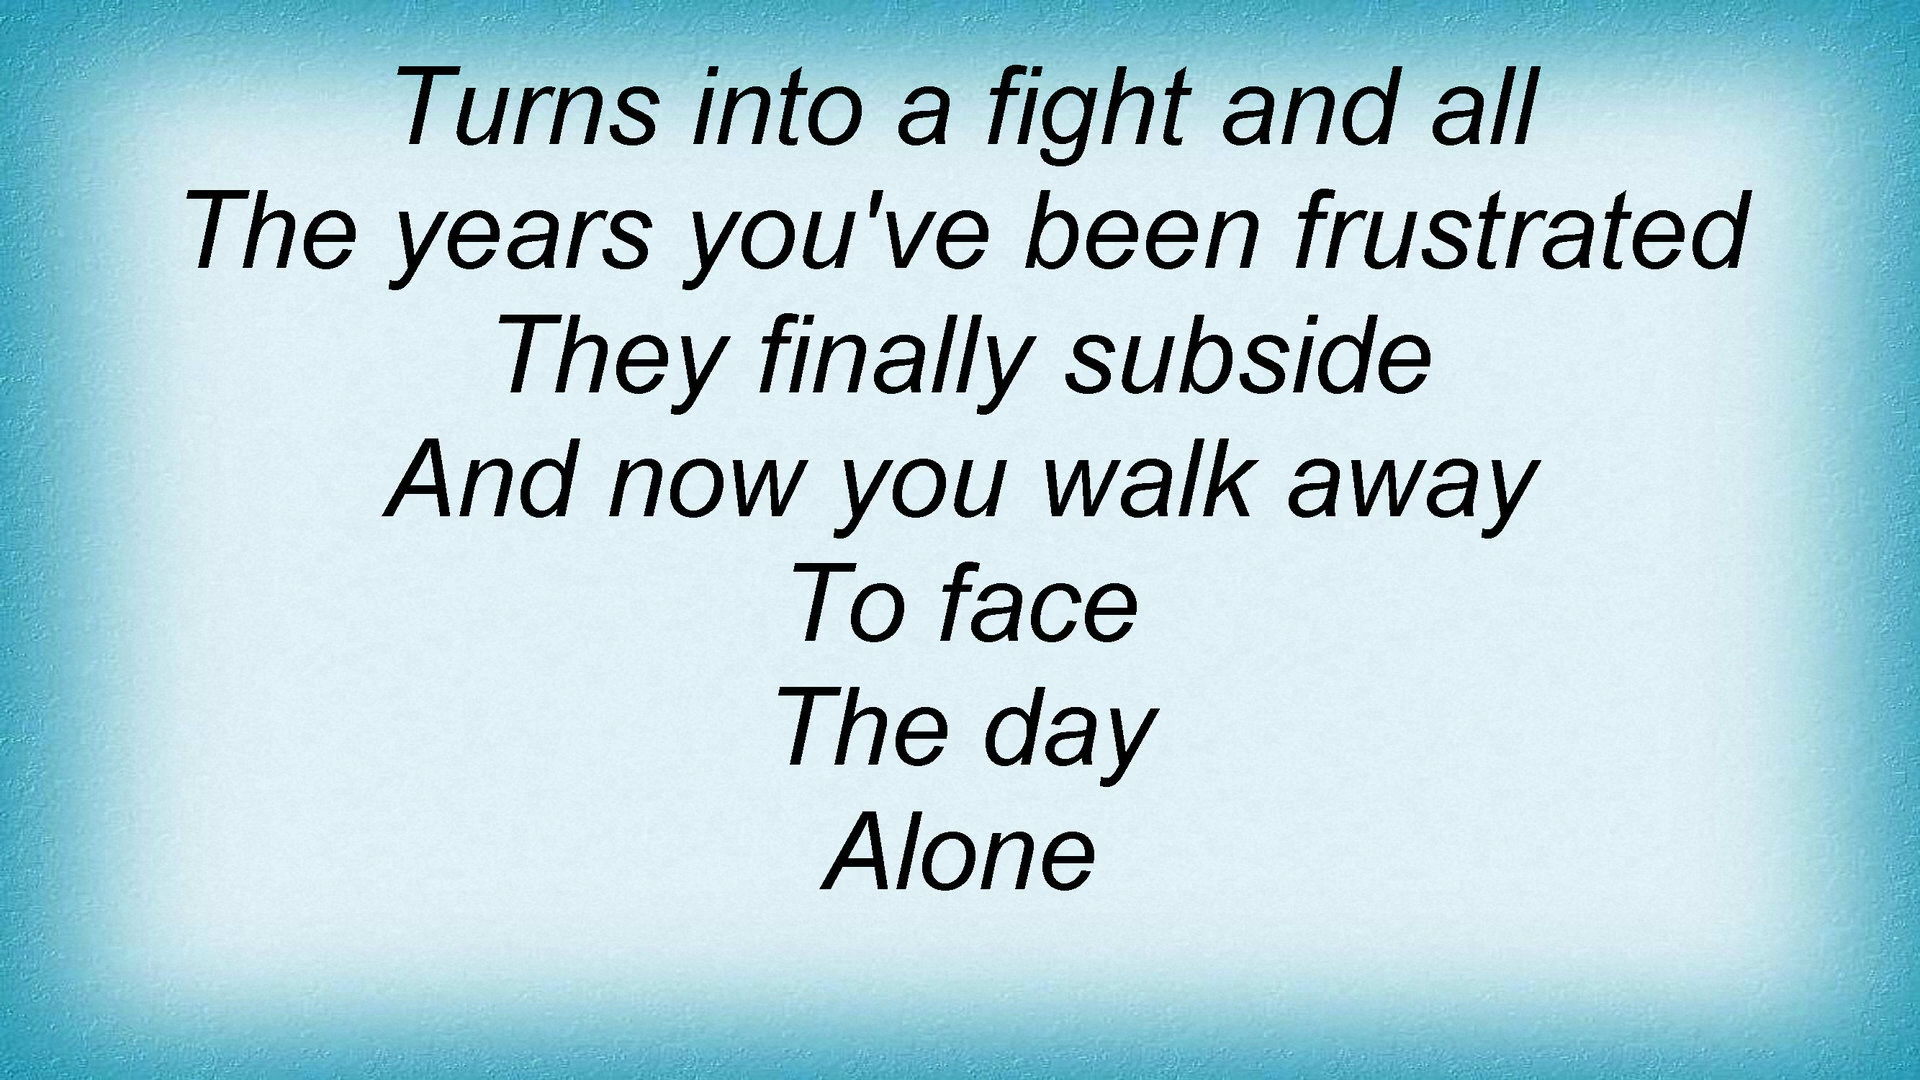 Turns into a fight and all
The years you've been frustrated
They finally subside
And now you walk away
To face
The day
Alone